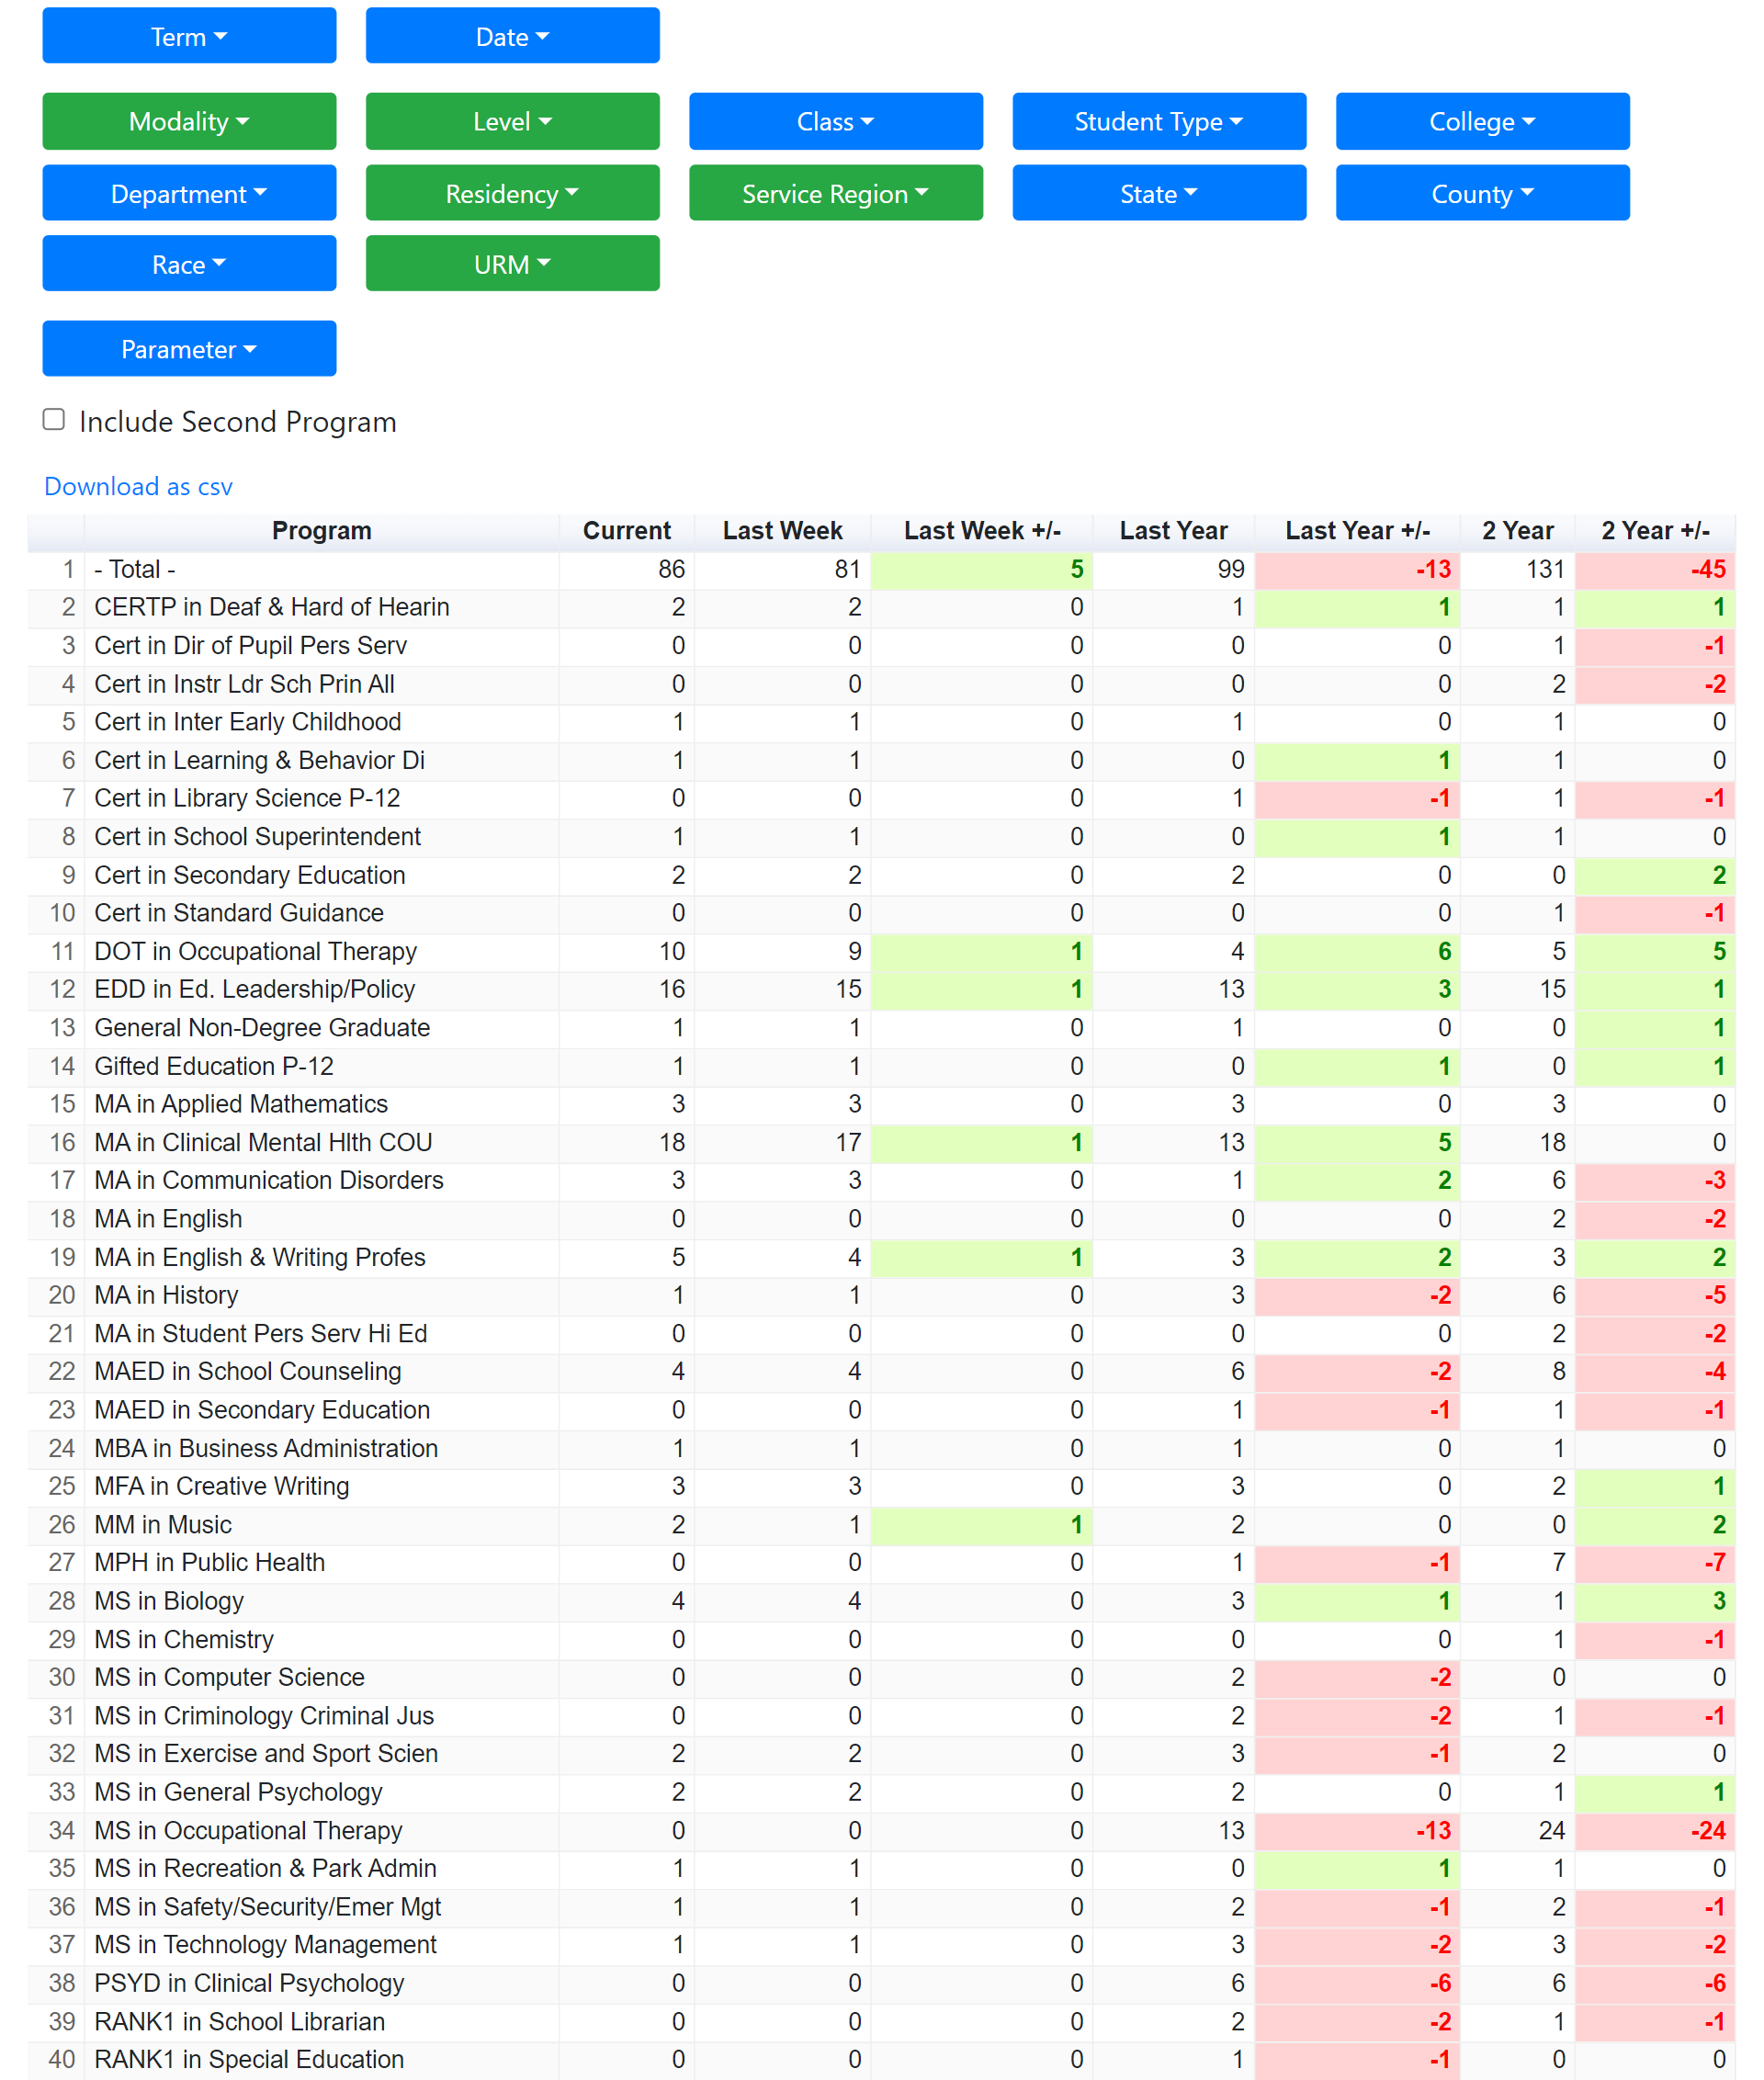 Term Date
Modality Level Class Student Type College
Department Residency Service Region State County
Race URM
Parameter
Include Second Program
Download as csv
Program Current Last Week Last Week +/- Last Year Last Year +/- 2 Year 2 Year +/-
1 - Total - 86 81 5 99 -13 131 -45
2 CERTP in Deaf & Hard of Hearin 2 2 0 1 1 1 1
3 Cert in Dir of Pupil Pers Serv 0 0 0 0 0 1 -1
4 Cert in Instr Ldr Sch Prin All 0 0 0 0 0 2 -2
5 Cert in Inter Early Childhood 1 1 0 1 0 1 0
6 Cert in Learning & Behavior Di 1 1 0 0 1 1 0
7 Cert in Library Science P-12 0 0 0 1 -1 1 -1
8 Cert in School Superintendent 1 1 0 0 1 1 0
9 Cert in Secondary Education 2 2 0 2 0 0 2
10 Cert in Standard Guidance 0 0 0 0 0 1 -1
11 DOT in Occupational Therapy 10 9 1 4 6 5 5
12 EDD in Ed. Leadership/Policy 16 15 1 13 3 15 1
13 General Non-Degree Graduate 1 1 0 1 0 0 1
14 Gifted Education P-12 1 1 0 0 1 0 1
15 MA in Applied Mathematics 3 3 0 3 0 3 0
16 MA in Clinical Mental Hlth COU 18 17 1 13 5 18 0
17 MA in Communication Disorders 3 3 0 1 2 6 -3
18 MA in English 0 0 0 0 0 2 -2
19 MA in English & Writing Profes 5 4 1 3 2 3 2
20 MA in History 1 1 0 3 -2 6 -5
21 MA in Student Pers Serv Hi Ed 0 0 0 0 0 2 -2
22 MAED in School Counseling 4 4 0 6 -2 8 -4
23 MAED in Secondary Education 0 0 0 1 -1 1 -1
24 MBA in Business Administration 1 1 0 1 0 1 0
25 MFA in Creative Writing 3 3 0 3 0 2 1
26 MM in Music 2 1 1 2 0 0 2
27 MPH in Public Health 0 0 0 1 -1 7 -7
28 MS in Biology 4 4 0 3 1 1 3
29 MS in Chemistry 0 0 0 0 0 1 -1
30 MS in Computer Science 0 0 0 2 -2 0 0
31 MS in Criminology Criminal Jus 0 0 0 2 -2 1 -1
32 MS in Exercise and Sport Scien 2 2 0 3 -1 2 0
33 MS in General Psychology 2 2 0 2 0 1 1
34 MS in Occupational Therapy 0 0 0 13 -13 24 -24
35 MS in Recreation & Park Admin 1 1 0 0 1 1 0
36 MS in Safety/Security/Emer Mgt 1 1 0 2 -1 2 -1
37 MS in Technology Management 1 1 0 3 -2 3 -2
38 PSYD in Clinical Psychology 0 0 0 6 -6 6 -6
39 RANK1 in School Librarian 0 0 0 2 -2 1 -1
40 RANK1 in Special Education 0 0 0 1 -1 0 0